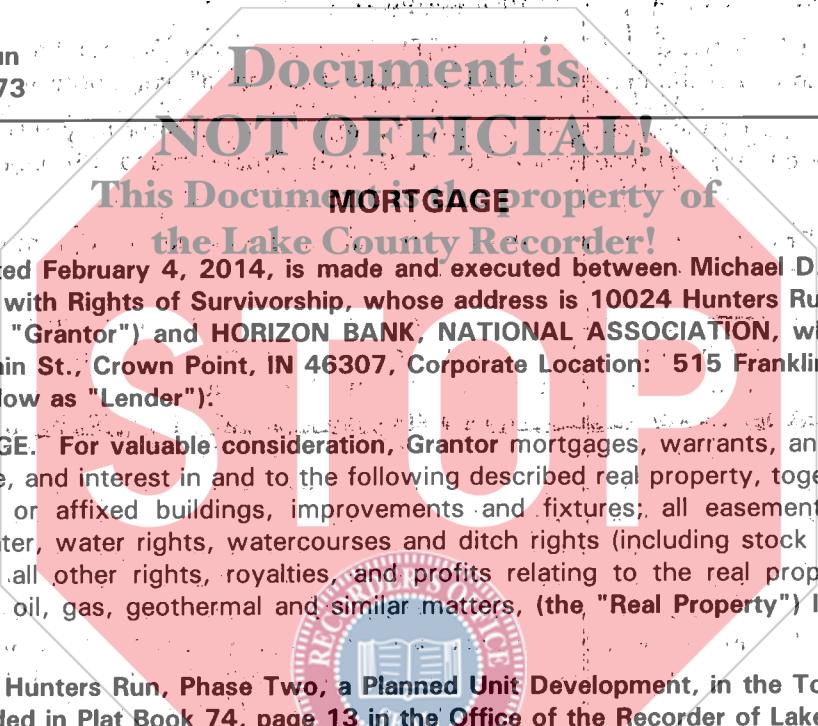 un
73
Document is
NOT OFFICIAL!
This Document is the property of
MORTGAGE
the Lake County Recorder!
ted February 4, 2014, is made and executed between Michael D.
with Rights of Survivorship, whose address is 10024 Hunters Ru
"Grantor") and HORIZON BANK, NATIONAL ASSOCIATION, w
in St., Crown Point, IN 46307, Corporate Location: 515 Franklin
low as "Lender").
GE. For valuable consideration, Grantor mortgages, warrants, an
e, and interest in and to the following described real property, toge
or affixed buildings, improvements and fixtures; all easement
ter, water rights, watercourses and ditch rights (including stock
all other rights, royalties, and profits relating to the real prop
oil, gas, geothermal and similar matters, (the "Real Property") l
STOP
RECORDER'S OFFICE
Hunters Run, Phase Two, a Planned Unit Development, in the To
ded in Plat Book 74, page 13 in the Office of the Recorder of Lake